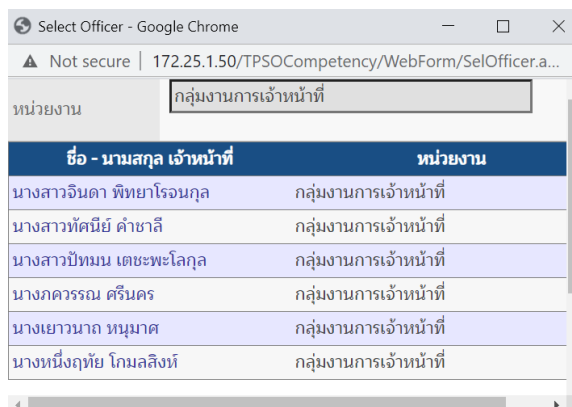 Select Officer - Google Chrome
Not secure | 172.25.1.50/TPSOCompetency/WebForm/SelOfficer.a...
หน่วยงาน กลุ่มงานการเจ้าหน้าที่
ชื่อ - นามสกุล เจ้าหน้าที่ หน่วยงาน
นางสาวจินดา พิทยาโรจนกุล กลุ่มงานการเจ้าหน้าที่
นางสาวทัศนีย์ คำชาลี กลุ่มงานการเจ้าหน้าที่
นางสาวปัทมน เตชะพะโลกุล กลุ่มงานการเจ้าหน้าที่
นางภควรรณ ศรีนคร กลุ่มงานการเจ้าหน้าที่
นางเยาวนาถ หนุมาศ กลุ่มงานการเจ้าหน้าที่
นางหนึ่งฤทัย โกมลสิงห์ กลุ่มงานการเจ้าหน้าที่